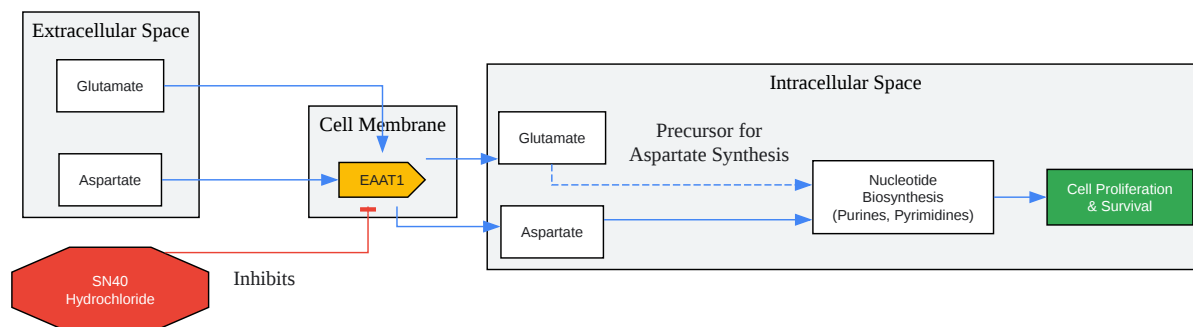 Extracellular Space
Glutamate
Aspartate
Cell Membrane
EAAT1
SN40
Hydrochloride
Inhibits
Intracellular Space
Glutamate
Precursor for
Aspartate Synthesis
Aspartate
Nucleotide
Biosynthesis
(Purines, Pyrimidines)
Cell Proliferation
& Survival